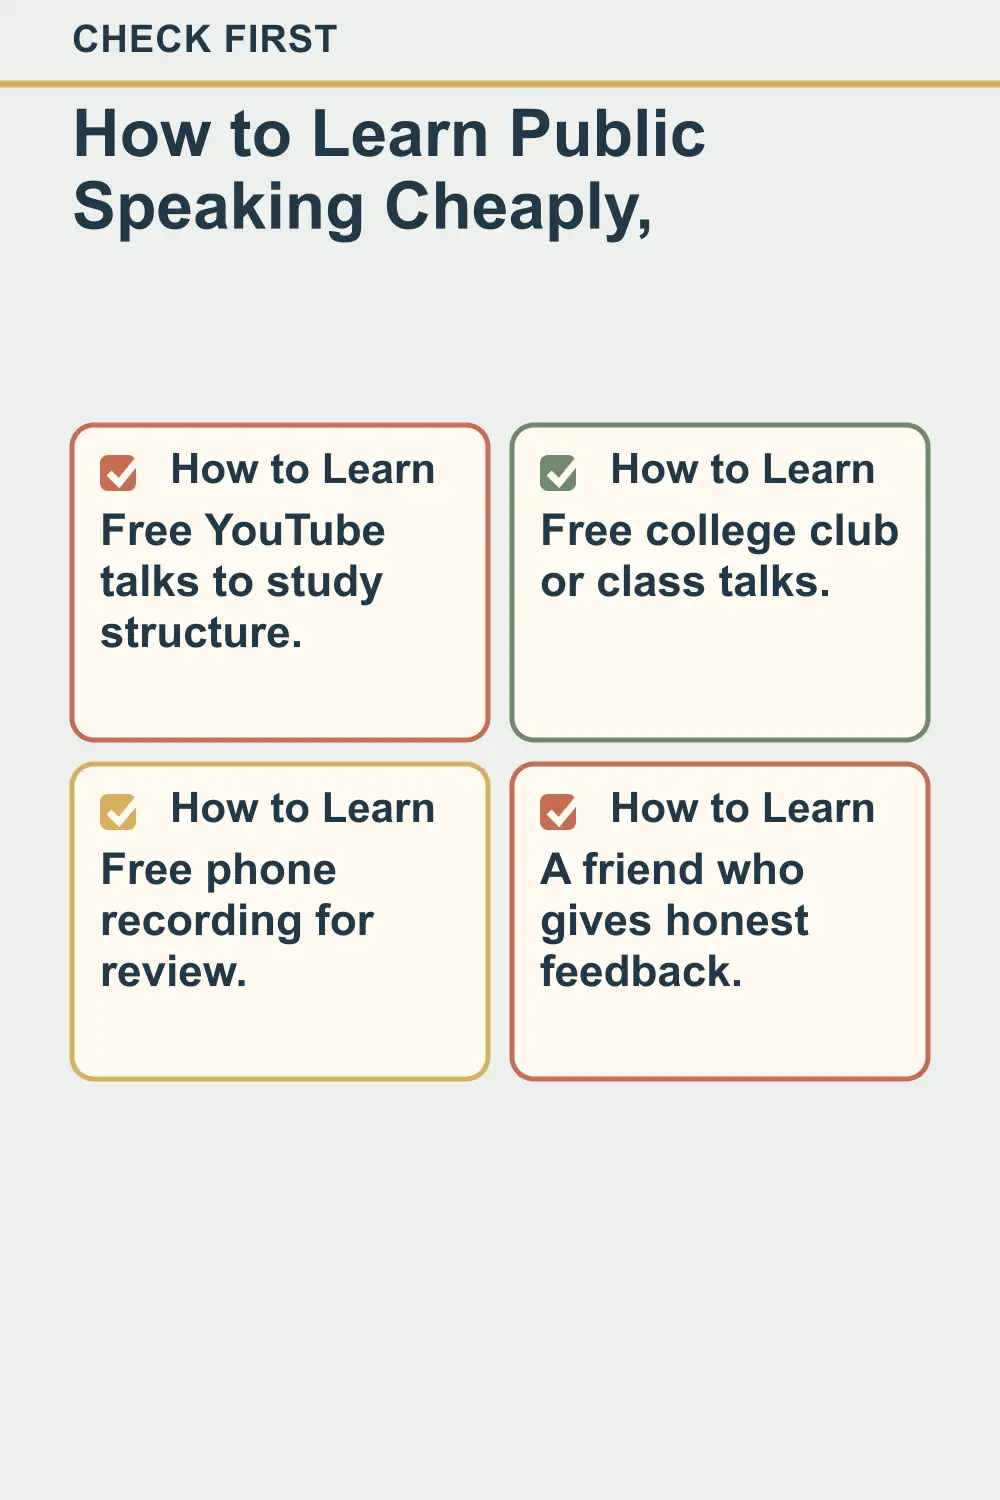 CHECK FIRST
How to Learn Public
Speaking Cheaply,
How to Learn
Free YouTube
talks to study
structure.
How to Learn
Free college club
or class talks.
How to Learn
Free phone
recording for
review.
How to Learn
A friend who
gives honest
feedback.